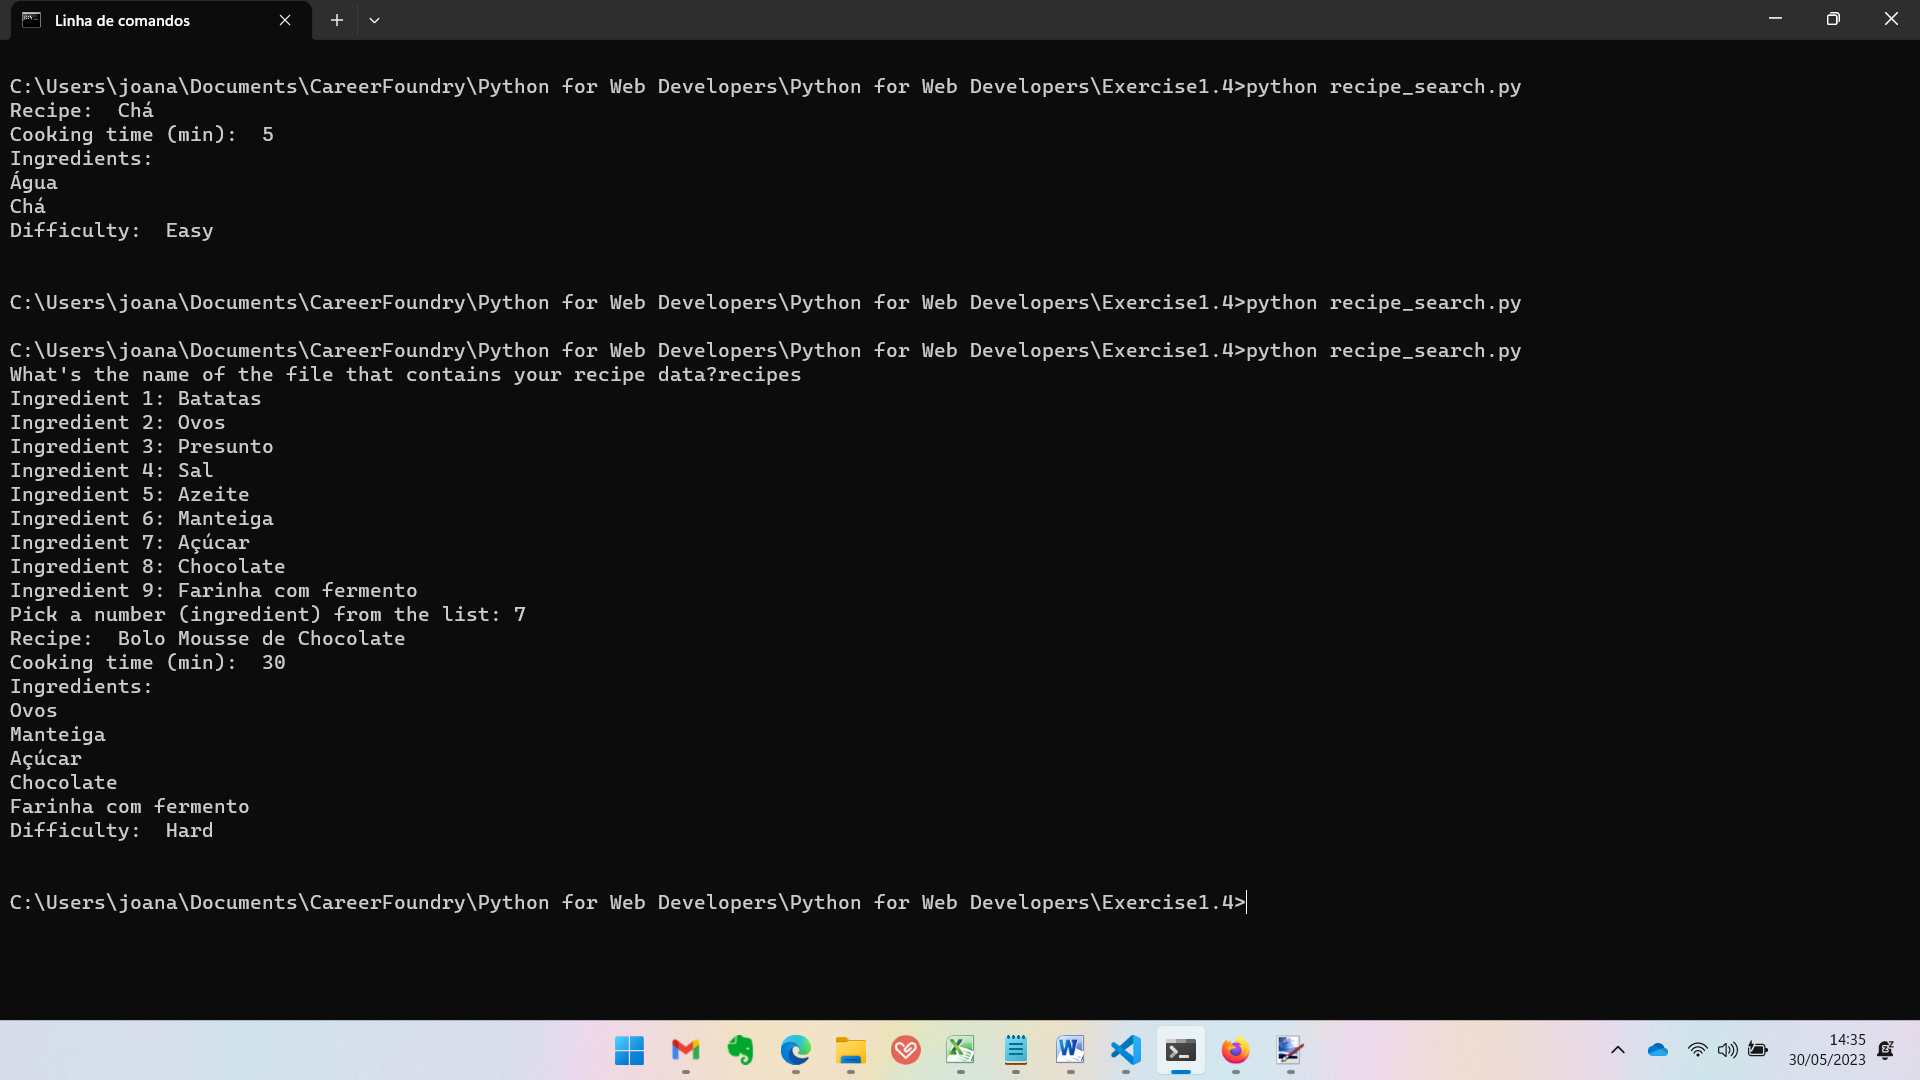 Linha de comandos
C:\Users\joana\Documents\CareerFoundry\Python for Web Developers\Python for Web Developers\Exercise1.4>python recipe_search.py
Recipe:  Chá
Cooking time (min):  5
Ingredients:
Água
Chá
Difficulty:  Easy
C:\Users\joana\Documents\CareerFoundry\Python for Web Developers\Python for Web Developers\Exercise1.4>python recipe_search.py
C:\Users\joana\Documents\CareerFoundry\Python for Web Developers\Python for Web Developers\Exercise1.4>python recipe_search.py
What's the name of the file that contains your recipe data?recipes
Ingredient 1: Batatas
Ingredient 2: Ovos
Ingredient 3: Presunto
Ingredient 4: Sal
Ingredient 5: Azeite
Ingredient 6: Manteiga
Ingredient 7: Açúcar
Ingredient 8: Chocolate
Ingredient 9: Farinha com fermento
Pick a number (ingredient) from the list: 7
Recipe:  Bolo Mousse de Chocolate
Cooking time (min):  30
Ingredients:
Ovos
Manteiga
Açúcar
Chocolate
Farinha com fermento
Difficulty:  Hard
C:\Users\joana\Documents\CareerFoundry\Python for Web Developers\Python for Web Developers\Exercise1.4>
14:35
30/05/2023